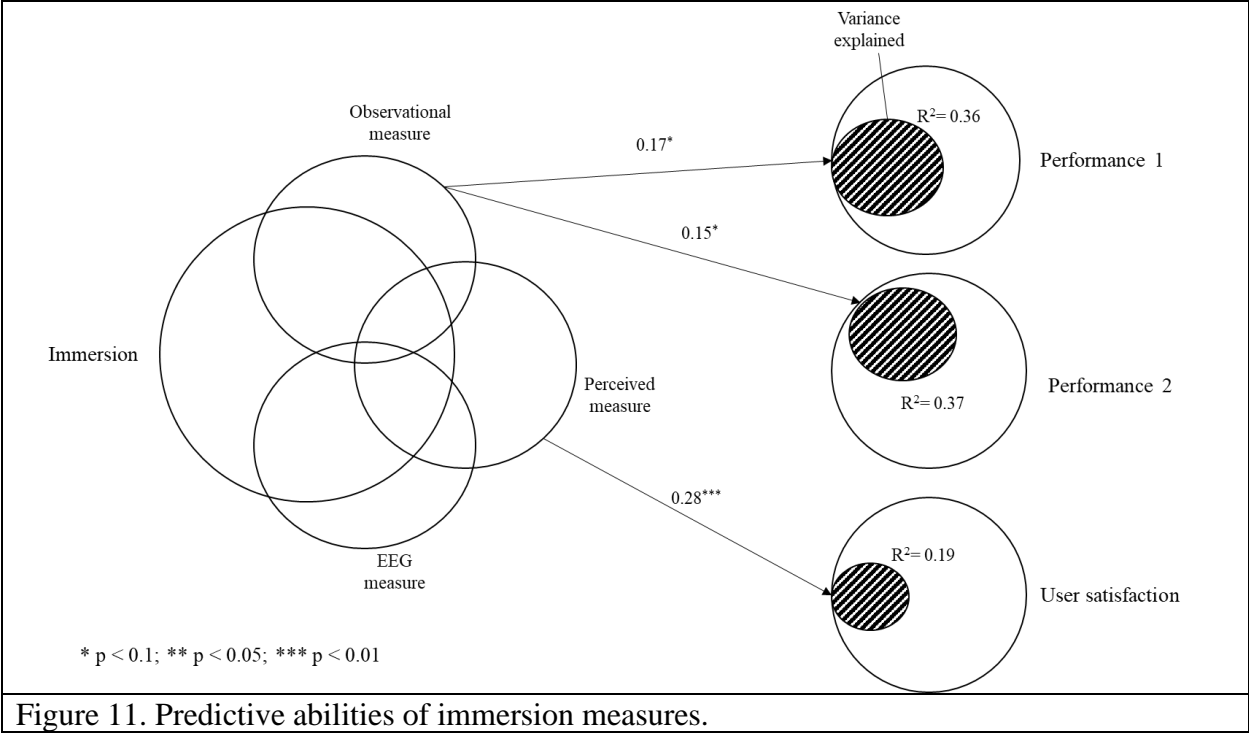 Variance
explained
Observational
measure
R²= 0.36
0.17*
Performance 1
0.15*
Immersion
Perceived
measure
Performance 2
R²= 0.37
0.28***
R²= 0.19
EEG
measure
User satisfaction
* p < 0.1; ** p < 0.05; *** p < 0.01
Figure 11. Predictive abilities of immersion measures.